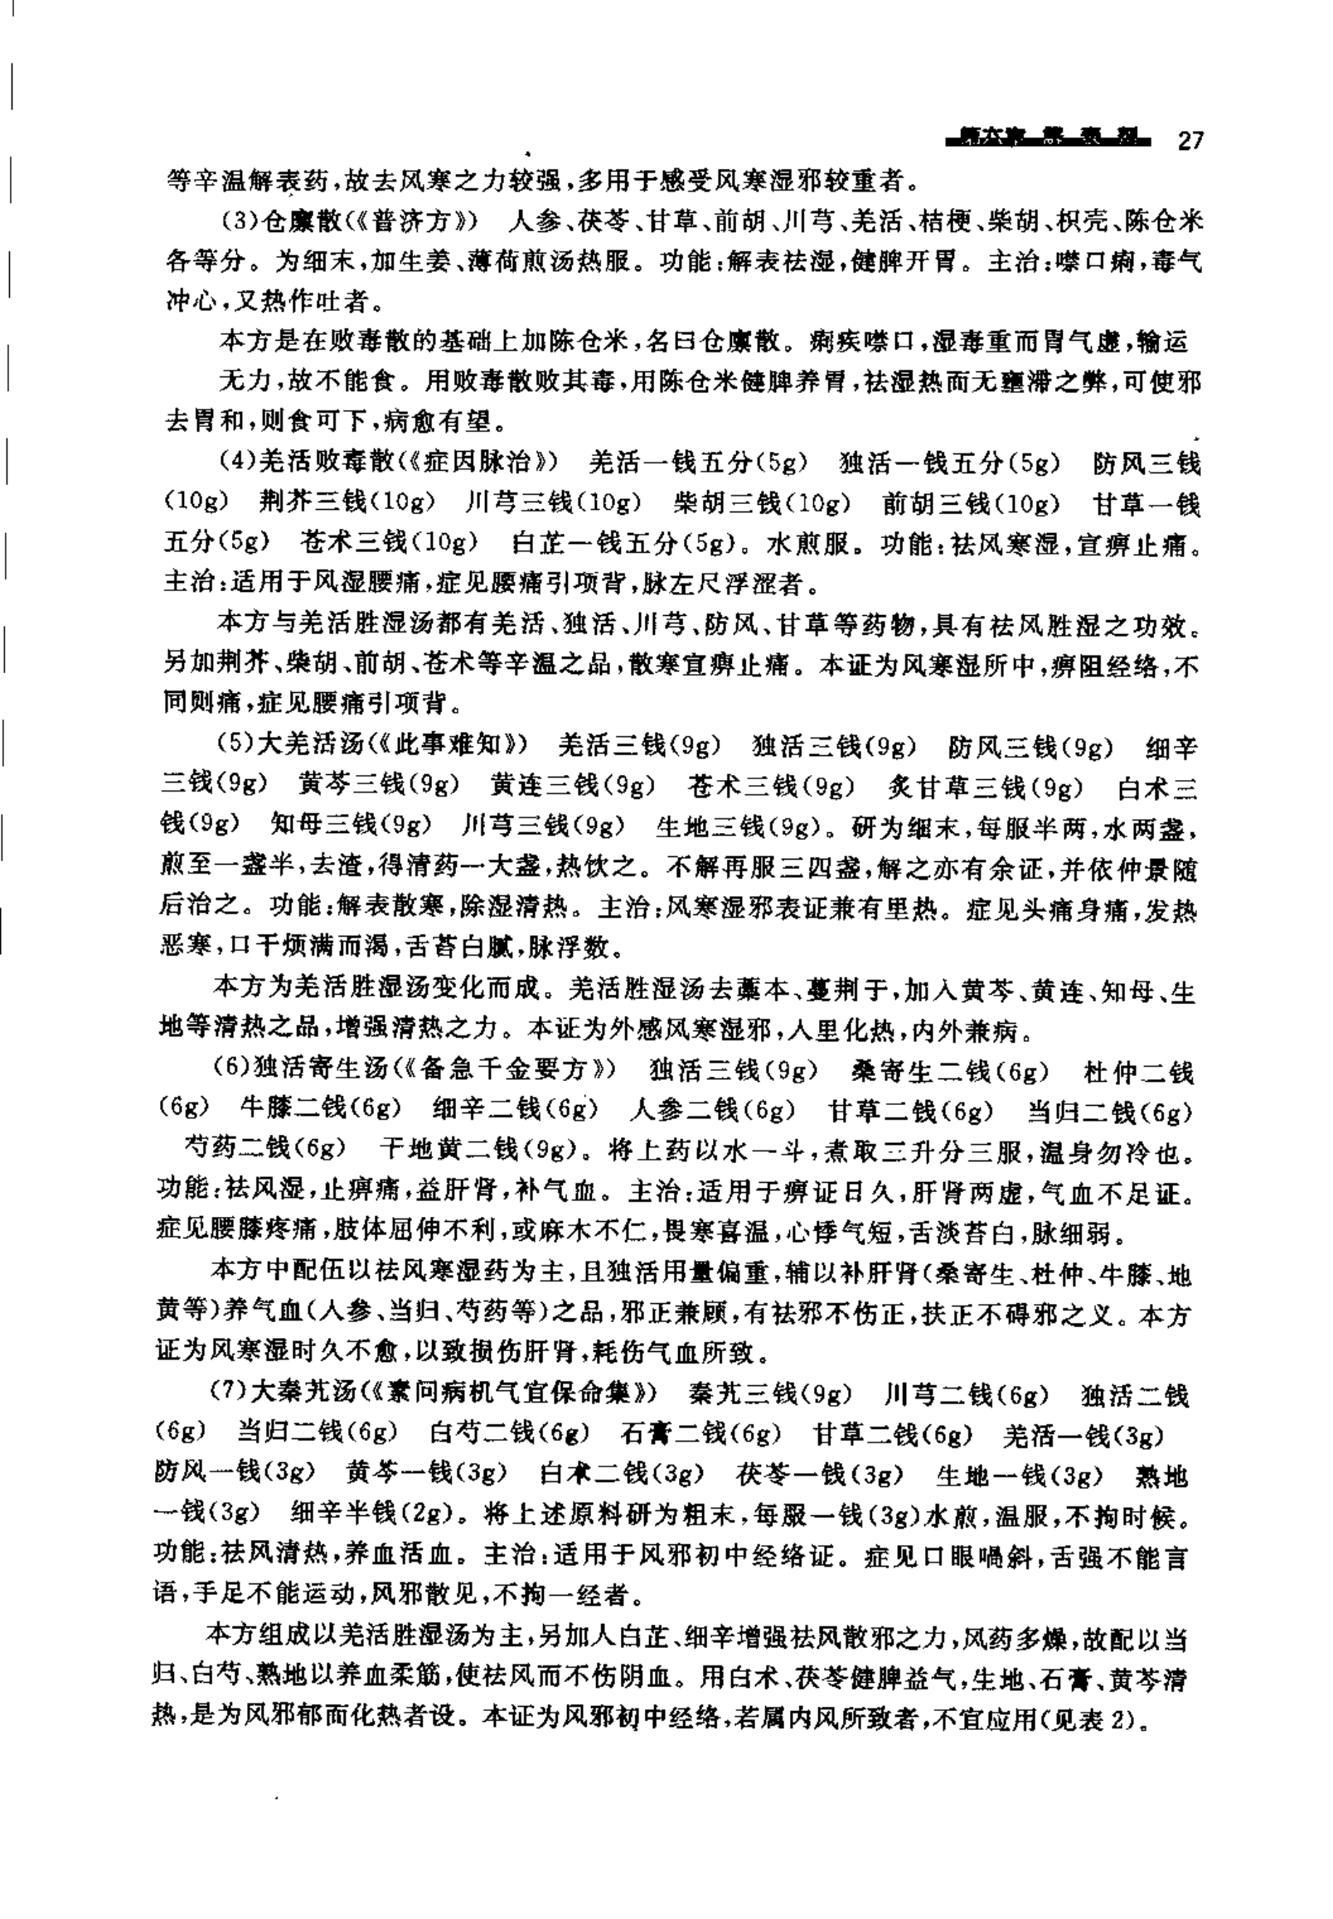 第六章 解表剂 27
等辛温解表药,故去风寒之力较强,多用于感受风寒湿邪较重者。
(3)仓廪散(《普济方》) 人参、茯苓、甘草、前胡、川芎、羌活、桔梗、柴胡、枳壳、陈仓米
各等分。为细末,加生姜、薄荷煎汤热服。功能:解表祛湿,健脾开胃。主治:噤口痢,毒气
冲心,又热作吐者。
本方是在败毒散的基础上加陈仓米,名曰仓廪散。痢疾噤口,湿毒重而胃气虚,输运
无力,故不能食。用败毒散败其毒,用陈仓米健脾养胃,祛湿热而无壅滞之弊,可使邪
去胃和,则食可下,病愈有望。
(4)羌活败毒散(《症因脉治》) 羌活一钱五分(5g) 独活一钱五分(5g) 防风三钱
(10g) 荆芥三钱(10g) 川芎三钱(10g) 柴胡三钱(10g) 前胡三钱(10g) 甘草一钱
五分(5g) 苍术三钱(10g) 白芷一钱五分(5g)。水煎服。功能:祛风寒湿,宣痹止痛。
主治:适用于风湿腰痛,症见腰痛引项背,脉左尺浮涩者。
本方与羌活胜湿汤都有羌活、独活、川芎、防风、甘草等药物,具有祛风胜湿之功效。
另加荆芥、柴胡、前胡、苍术等辛温之品,散寒宣痹止痛。本证为风寒湿所中,痹阻经络,不
同则痛,症见腰痛引项背。
(5)大羌活汤(《此事难知》) 羌活三钱(9g) 独活三钱(9g) 防风三钱(9g) 细辛
三钱(9g) 黄芩三钱(9g) 黄连三钱(9g) 苍术三钱(9g) 炙甘草三钱(9g) 白术三
钱(9g) 知母三钱(9g) 川芎三钱(9g) 生地三钱(9g)。研为细末,每服半两,水两盏,
煎至一盏半,去渣,得清药一大盏,热饮之。不解再服三四盏,解之亦有余证,并依仲景随
后治之。功能:解表散寒,除湿清热。主治:风寒湿邪表证兼有里热。症见头痛身痛,发热
恶寒,口干烦满而渴,舌苔白腻,脉浮数。
本方为羌活胜湿汤变化而成。羌活胜湿汤去藁本、蔓荆于,加入黄芩、黄连、知母、生
地等清热之品,增强清热之力。本证为外感风寒湿邪,人里化热,内外兼病。
(6)独活寄生汤(《备急千金要方》) 独活三钱(9g) 桑寄生二钱(6g) 杜仲二钱
(6g) 牛膝二钱(6g) 细辛二钱(6g) 人参二钱(6g) 甘草二钱(6g) 当归二钱(6g)
芍药二钱(6g) 干地黄二钱(9g)。将上药以水一斗,煮取三升分三服,温身勿冷也。
功能:祛风湿,止痹痛,益肝肾,补气血。主治:适用于痹证日久,肝肾两虚,气血不足证。
症见腰膝疼痛,肢体屈伸不利,或麻木不仁,畏寒喜温,心悸气短,舌淡苔白,脉细弱。
本方中配伍以祛风寒湿药为主,且独活用量偏重,辅以补肝肾(桑寄生、杜仲、牛膝、地
黄等)养气血(人参、当归、芍药等)之品,邪正兼顾,有祛邪不伤正,扶正不碍邪之义。本方
证为风寒湿时久不愈,以致损伤肝肾,耗伤气血所致。
(7)大秦艽汤(《素问病机气宜保命集》) 秦艽三钱(9g) 川芎二钱(6g) 独活二钱
(6g) 当归二钱(6g) 白芍二钱(6g) 石膏二钱(6g) 甘草二钱(6g) 羌活一钱(3g)
防风一钱(3g) 黄芩一钱(3g) 白术二钱(3g) 茯苓一钱(3g) 生地一钱(3g) 熟地
一钱(3g) 细辛半钱(2g)。将上述原料研为粗末,每服一钱(3g)水煎,温服,不拘时候。
功能:祛风清热,养血活血。主治:适用于风邪初中经络证。症见口眼㖞斜,舌强不能言
语,手足不能运动,风邪散见,不拘一经者。
本方组成以羌活胜湿汤为主,另加人白芷、细辛增强祛风散邪之力,风药多燥,故配以当
归、白芍、熟地以养血柔筋,使祛风而不伤阴血。用白术、茯苓健脾益气,生地、石膏、黄芩清
热,是为风邪郁而化热者设。本证为风邪初中经络,若属内风所致者,不宜应用(见表2)。